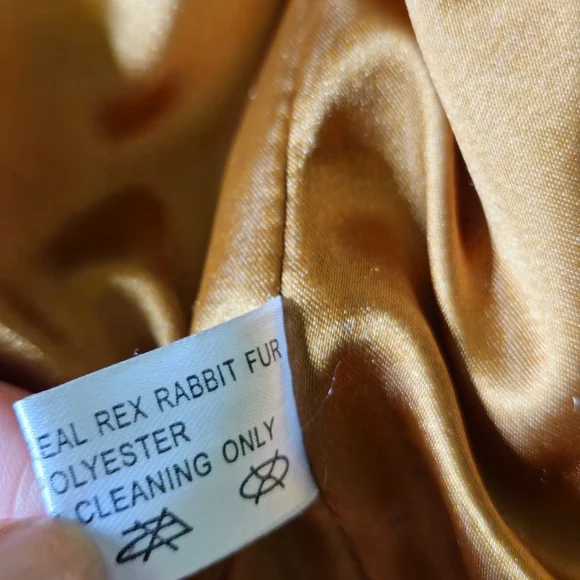 EAL REX RABBIT FUR
OLYESTER
CLEANING ONLY